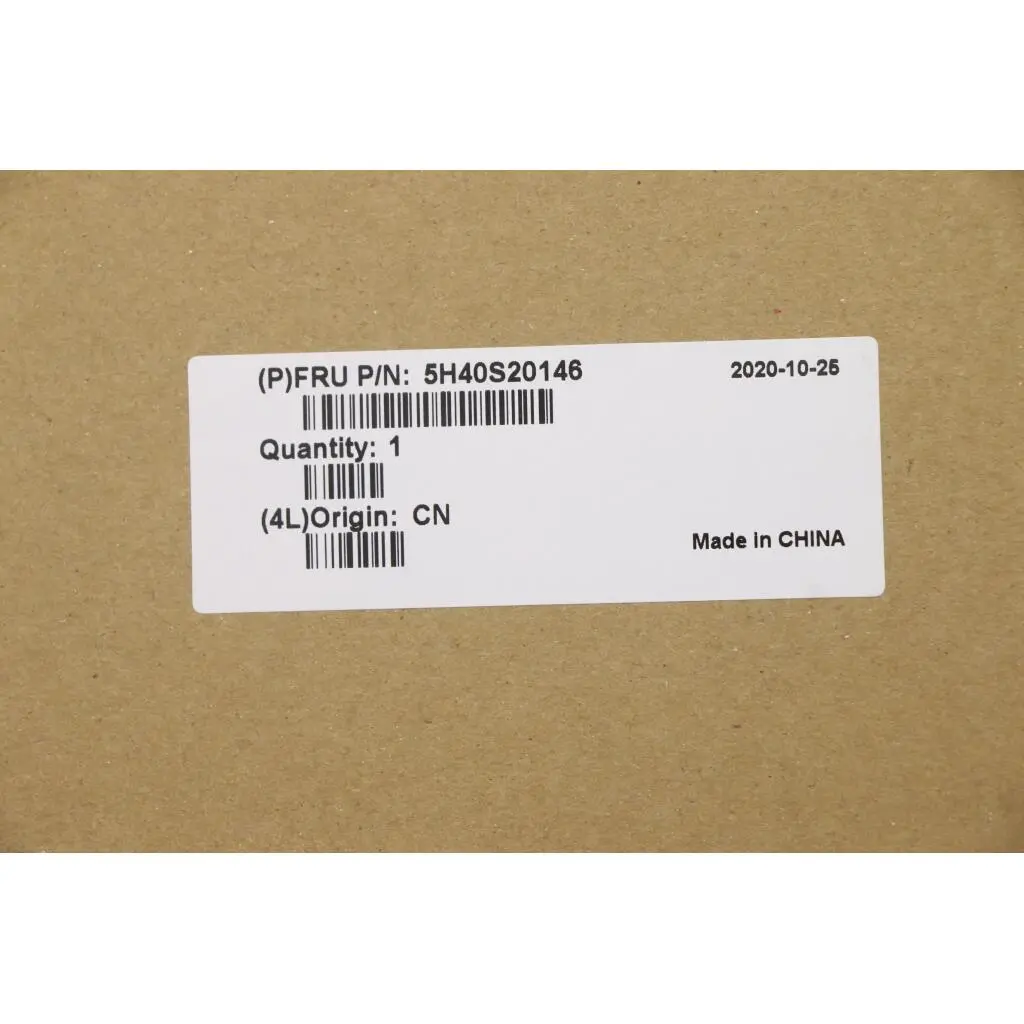 (P)FRU P/N: 5H40S20146
2020-10-25
Quantity: 1
(4L)Origin: CN
Made in CHINA